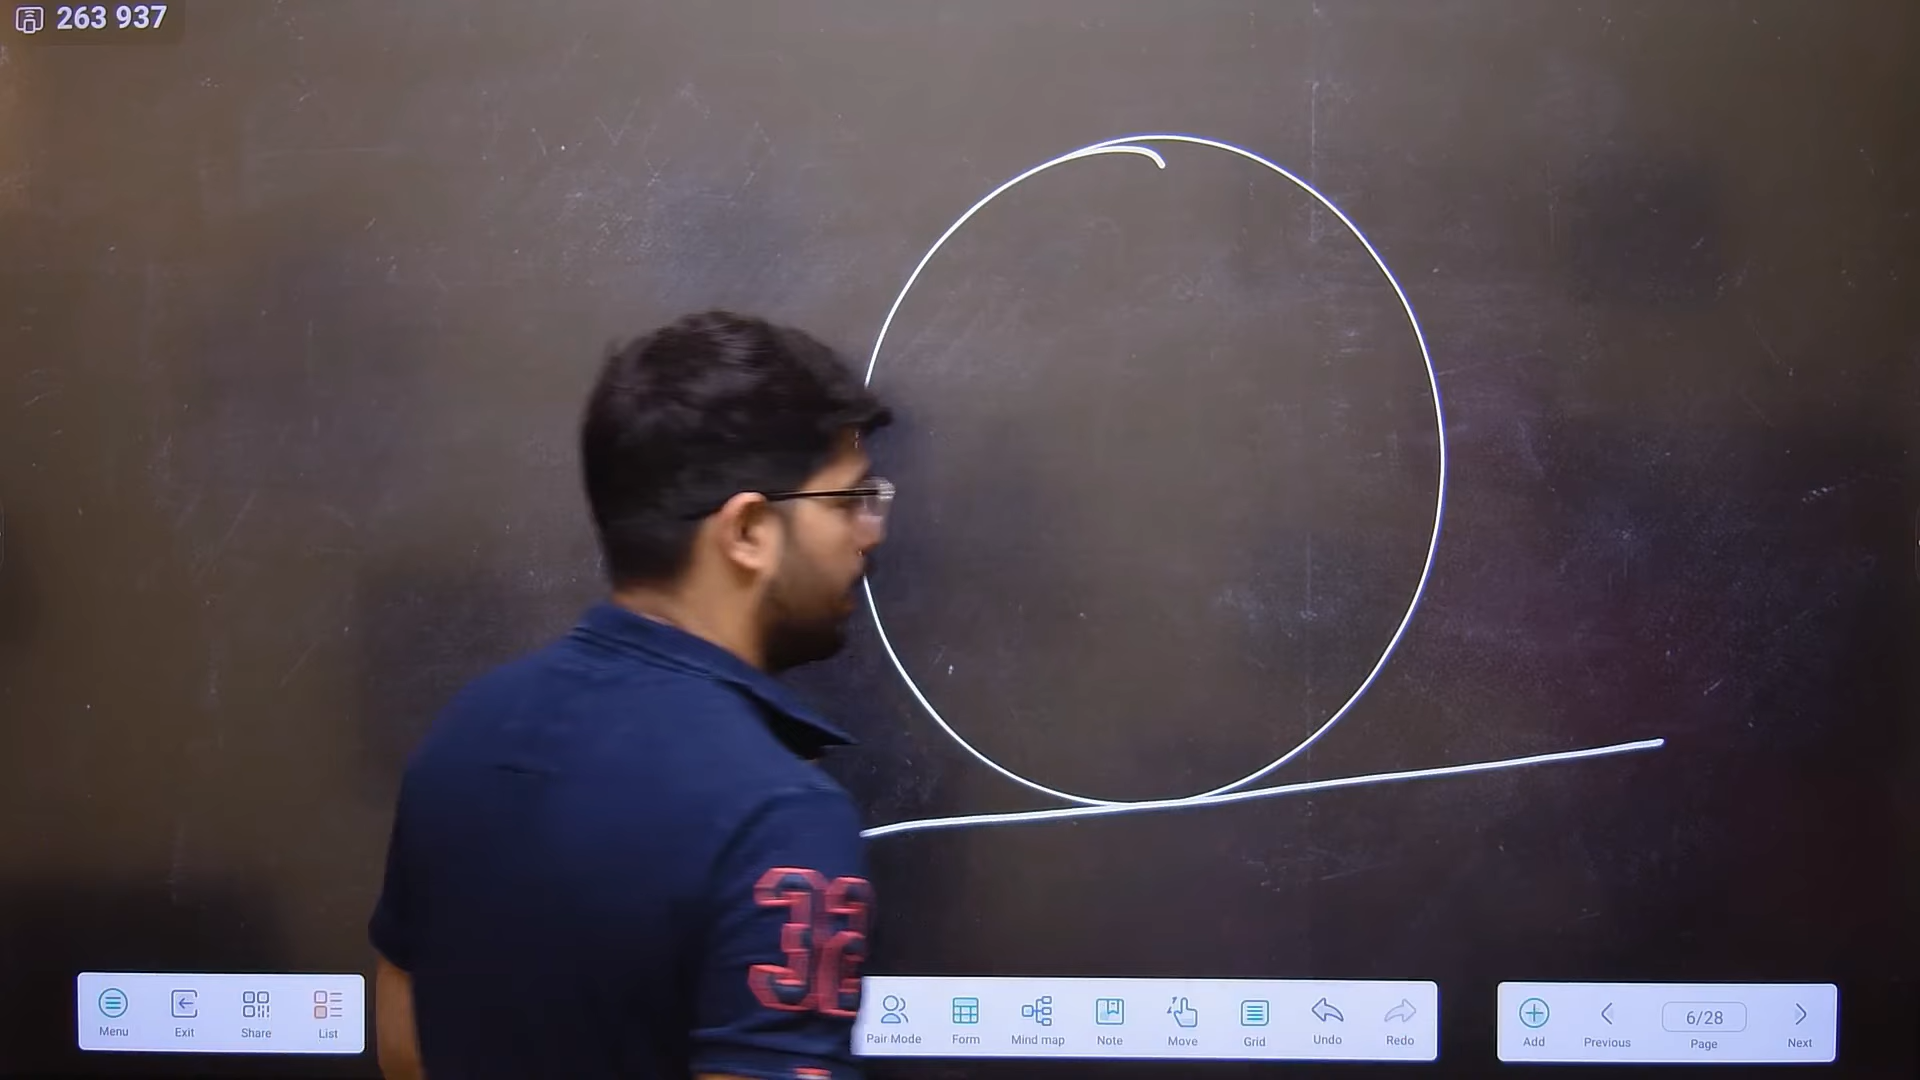 263 937
32
Menu
Exit
Share
List
Pair Mode
Form
Mind map
Note
Move
Grid
Undo
Redo
Add
Previous
6/28
Page
Next